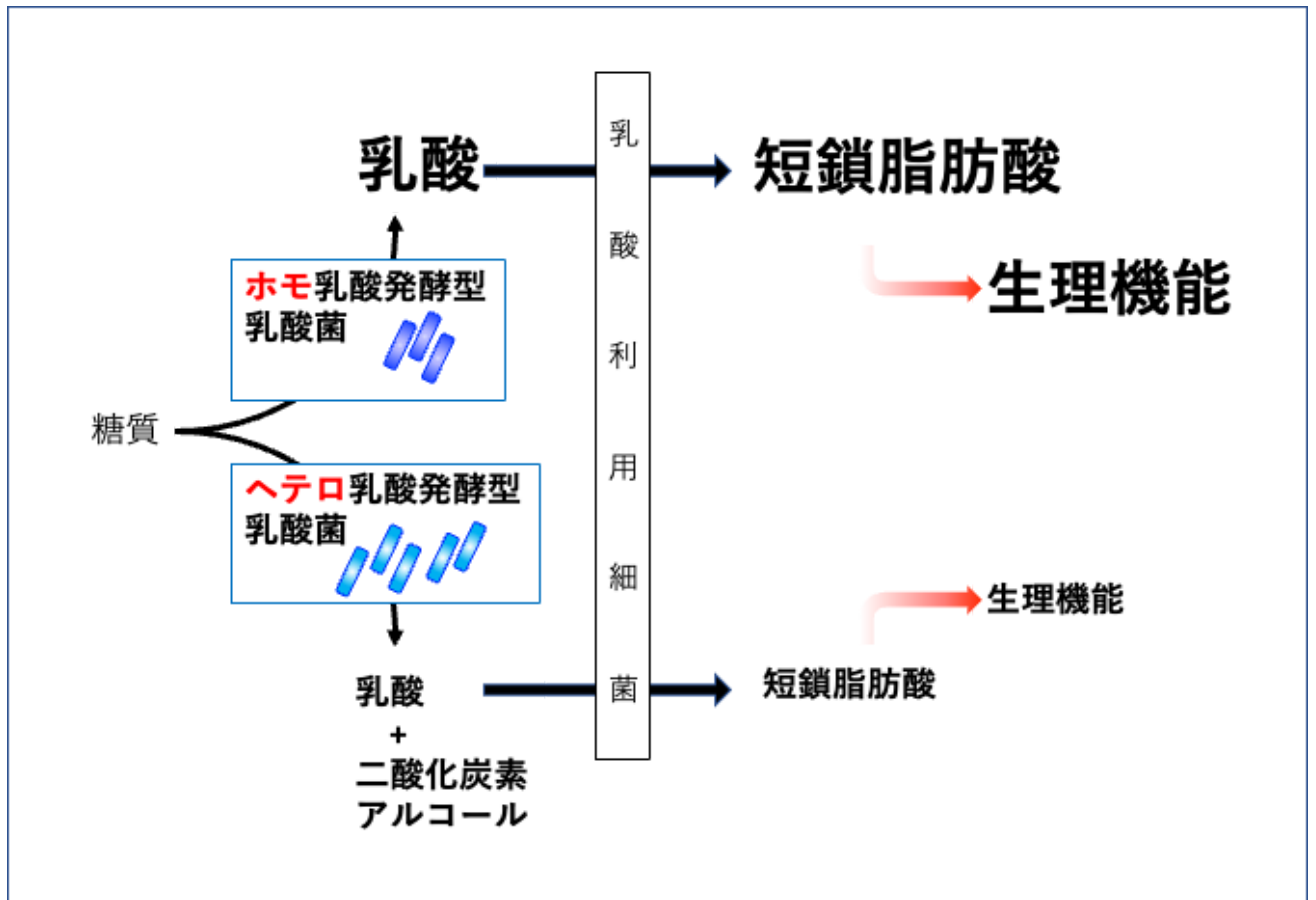 乳酸
短鎖脂肪酸
生理機能
ホモ乳酸発酵型
乳酸菌
糖質
ヘテロ乳酸発酵型
乳酸菌
乳酸利用細菌
生理機能
短鎖脂肪酸
乳酸
+
二酸化炭素
アルコール